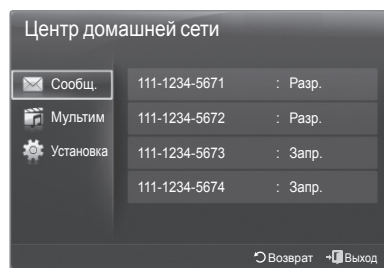 Центр домашней сети
Сообщ.
Мультим
Установка
111-1234-5671 : Разр.
111-1234-5672 : Разр.
111-1234-5673 : Запр.
111-1234-5674 : Запр.
Возврат Выход